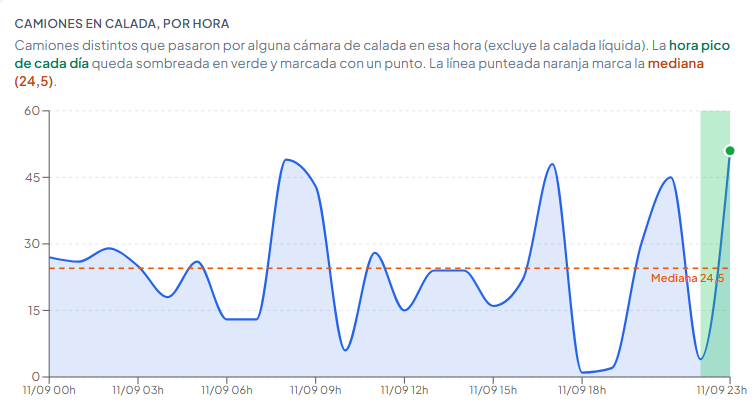 CAMIONES EN CALADA, POR HORA
Camiones distintos que pasaron por alguna cámara de calada en esa hora (excluye la calada líquida). La hora pico
de cada día queda sombreada en verde y marcada con un punto. La línea punteada naranja marca la mediana
(24,5).
60
45
30
Mediana 24,5
15
0
11/09 00h 11/09 03h 11/09 06h 11/09 09h 11/09 12h 11/09 15h 11/09 18h 11/09 23h